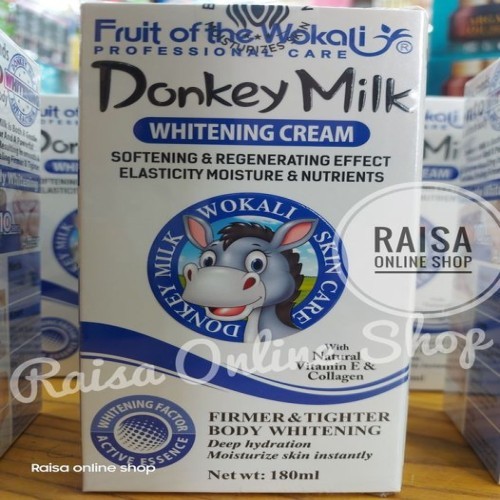 MOISTURIZES SKIN
Fruit of the Wokali ®
PROFESSIONAL CARE
Donkey Milk
WHITENING CREAM
SOFTENING & REGENERATING EFFECT
ELASTICITY MOISTURE & NUTRIENTS
WOKALI
DONKEY MILK
SKIN CARE
RAISA
ONLINE SHOP
With
Natural
Vitamin E &
Collagen
Raisa Online Shop
WHITENING FACTOR
ACTIVE ESSENCE
FIRMER & TIGHTER
BODY WHITENING
Deep hydration
Moisturize skin instantly
Net wt: 180ml
Raisa online shop